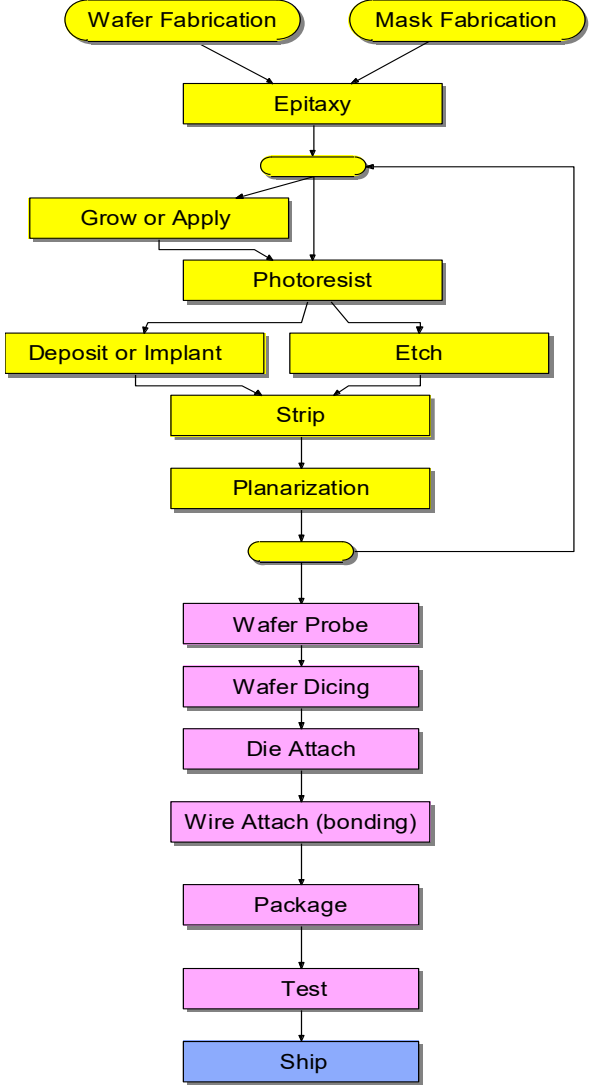 Wafer Fabrication
Mask Fabrication
Epitaxy
Grow or Apply
Photoresist
Deposit or Implant
Etch
Strip
Planarization
Wafer Probe
Wafer Dicing
Die Attach
Wire Attach (bonding)
Package
Test
Ship